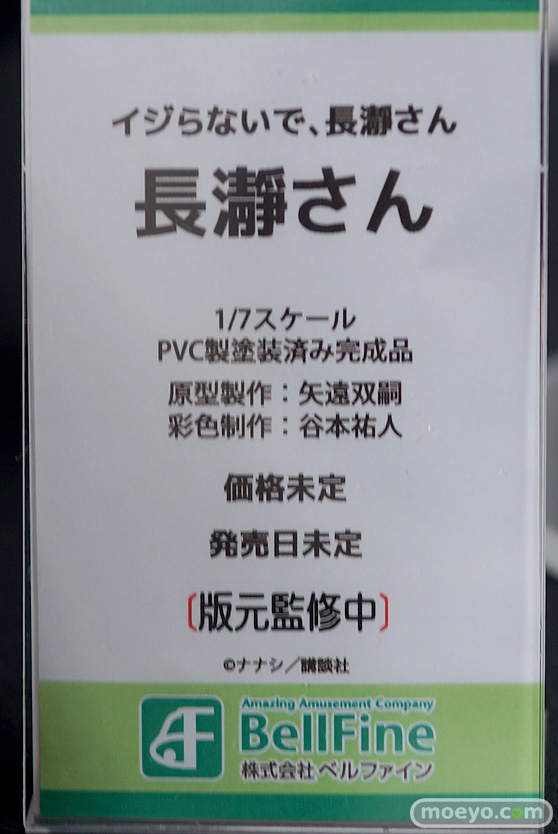 イジらないで、長瀞さん
長瀞さん
1/7スケール
PVC製塗装済み完成品
原型製作：矢遠双嗣
彩色制作：谷本祐人
価格未定
発売日未定
〔版元監修中〕
©ナナシ／講談社
Amazing Amusement Company
BellFine
株式会社ベルファイン
moeyo.com